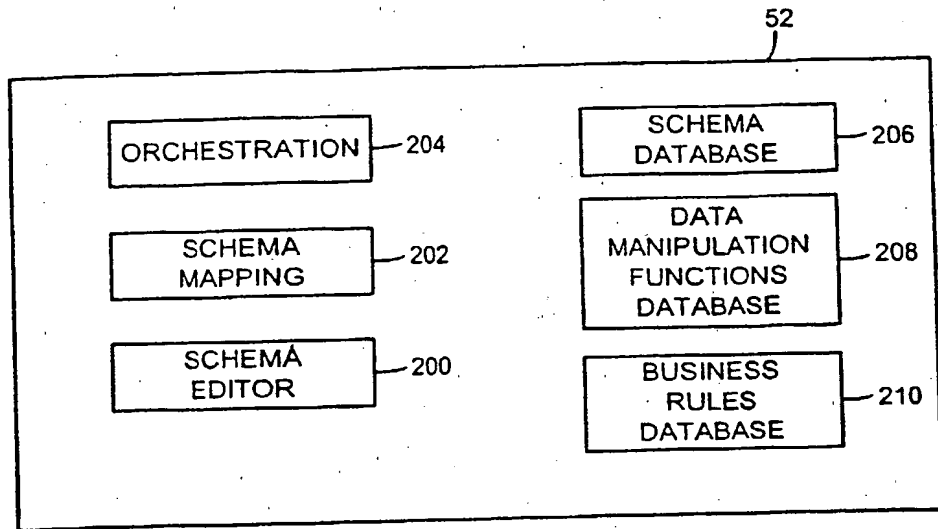 52
ORCHESTRATION
204
SCHEMA
MAPPING
202
SCHEMA
EDITOR
200
SCHEMA
DATABASE
206
DATA
MANIPULATION
FUNCTIONS
DATABASE
208
BUSINESS
RULES
DATABASE
210